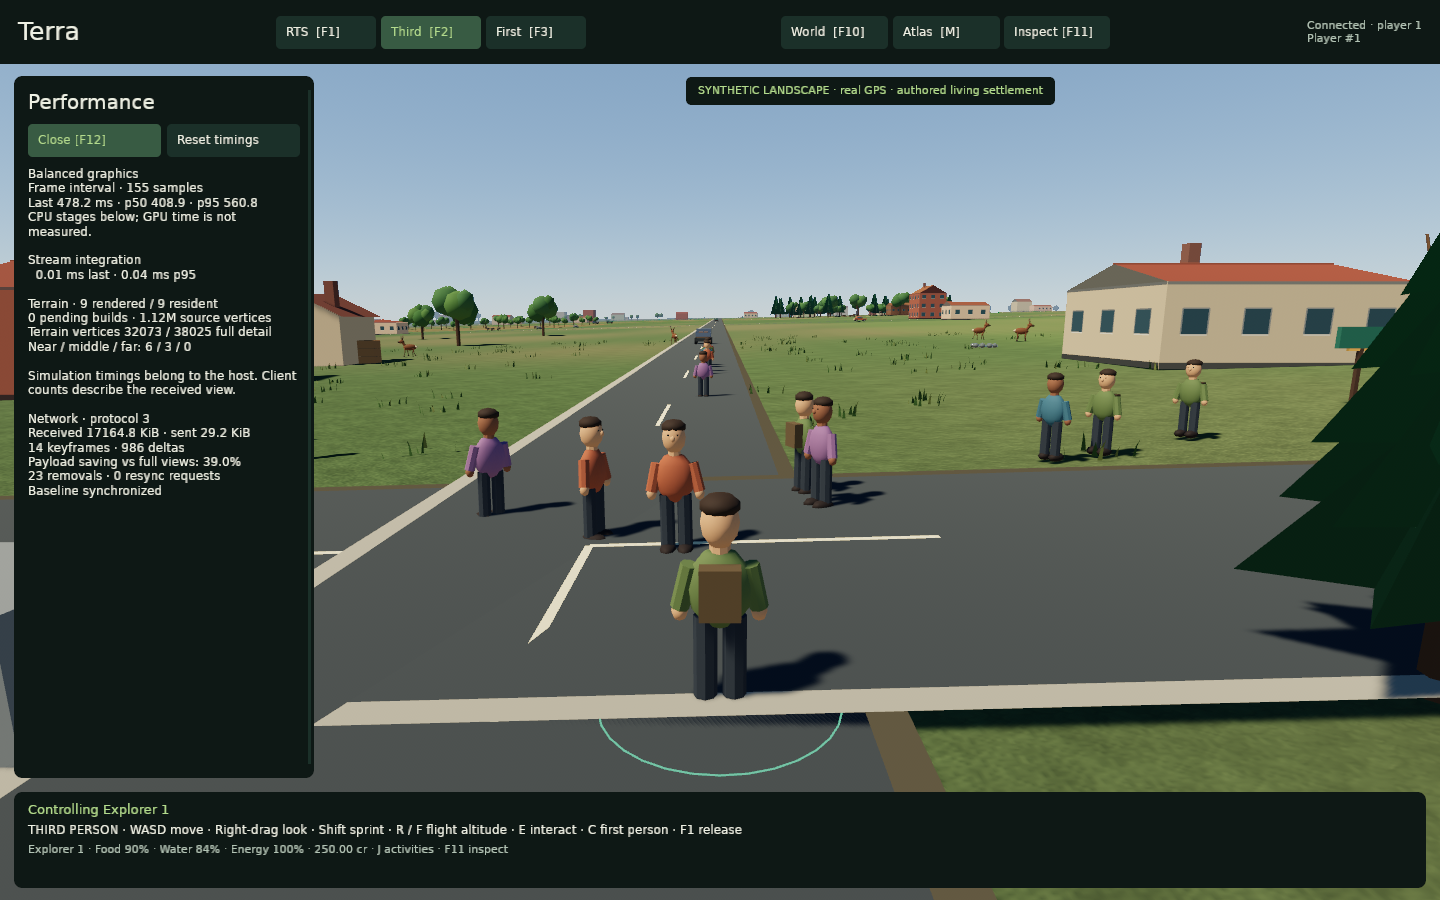 Terra
RTS [F1]
Third [F2]
First [F3]
World [F10]
Atlas [M]
Inspect [F11]
Connected · player 1
Player #1
SYNTHETIC LANDSCAPE · real GPS · authored living settlement
Performance
Close [F12]
Reset timings
Balanced graphics
Frame interval · 155 samples
Last 478.2 ms · p50 408.9 · p95 560.8
CPU stages below; GPU time is not
measured.
Stream integration
0.01 ms last · 0.04 ms p95
Terrain · 9 rendered / 9 resident
0 pending builds · 1.12M source vertices
Terrain vertices 32073 / 38025 full detail
Near / middle / far: 6 / 3 / 0
Simulation timings belong to the host. Client
counts describe the received view.
Network · protocol 3
Received 17164.8 KiB · sent 29.2 KiB
14 keyframes · 986 deltas
Payload saving vs full views: 39.0%
23 removals · 0 resync requests
Baseline synchronized
Controlling Explorer 1
THIRD PERSON · WASD move · Right-drag look · Shift sprint · R / F flight altitude · E interact · C first person · F1 release
Explorer 1 · Food 90% · Water 84% · Energy 100% · 250.00 cr · J activities · F11 inspect